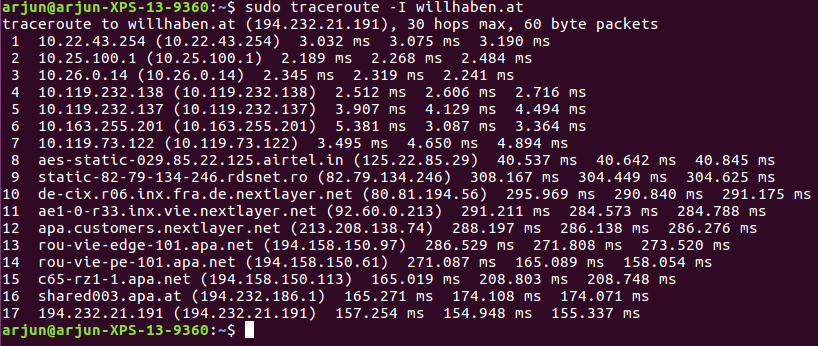 arjun@arjun-XPS-13-9360:~$ sudo traceroute -I willhaben.at
traceroute to willhaben.at (194.232.21.191), 30 hops max, 60 byte packets
 1  10.22.43.254 (10.22.43.254)  3.032 ms  3.075 ms  3.190 ms
 2  10.25.100.1 (10.25.100.1)  2.189 ms  2.268 ms  2.484 ms
 3  10.26.0.14 (10.26.0.14)  2.345 ms  2.319 ms  2.241 ms
 4  10.119.232.138 (10.119.232.138)  2.512 ms  2.606 ms  2.716 ms
 5  10.119.232.137 (10.119.232.137)  3.907 ms  4.129 ms  4.494 ms
 6  10.163.255.201 (10.163.255.201)  5.381 ms  3.087 ms  3.364 ms
 7  10.119.73.122 (10.119.73.122)  3.495 ms  4.650 ms  4.894 ms
 8  aes-static-029.85.22.125.airtel.in (125.22.85.29)  40.537 ms  40.642 ms  40.845 ms
 9  static-82-79-134-246.rdsnet.ro (82.79.134.246)  308.167 ms  304.449 ms  304.625 ms
10  de-cix.r06.inx.fra.de.nextlayer.net (80.81.194.56)  295.969 ms  290.840 ms  291.175 ms
11  ae1-0-r33.inx.vie.nextlayer.net (92.60.0.213)  291.211 ms  284.573 ms  284.788 ms
12  apa.customers.nextlayer.net (213.208.138.74)  288.197 ms  286.138 ms  286.276 ms
13  rou-vie-edge-101.apa.net (194.158.150.97)  286.529 ms  271.808 ms  273.520 ms
14  rou-vie-pe-101.apa.net (194.158.150.61)  271.087 ms  165.089 ms  158.054 ms
15  c65-rz1-1.apa.net (194.158.150.113)  165.019 ms  208.803 ms  208.748 ms
16  shared003.apa.at (194.232.186.1)  165.271 ms  174.108 ms  174.071 ms
17  194.232.21.191 (194.232.21.191)  157.254 ms  154.948 ms  155.337 ms
arjun@arjun-XPS-13-9360:~$